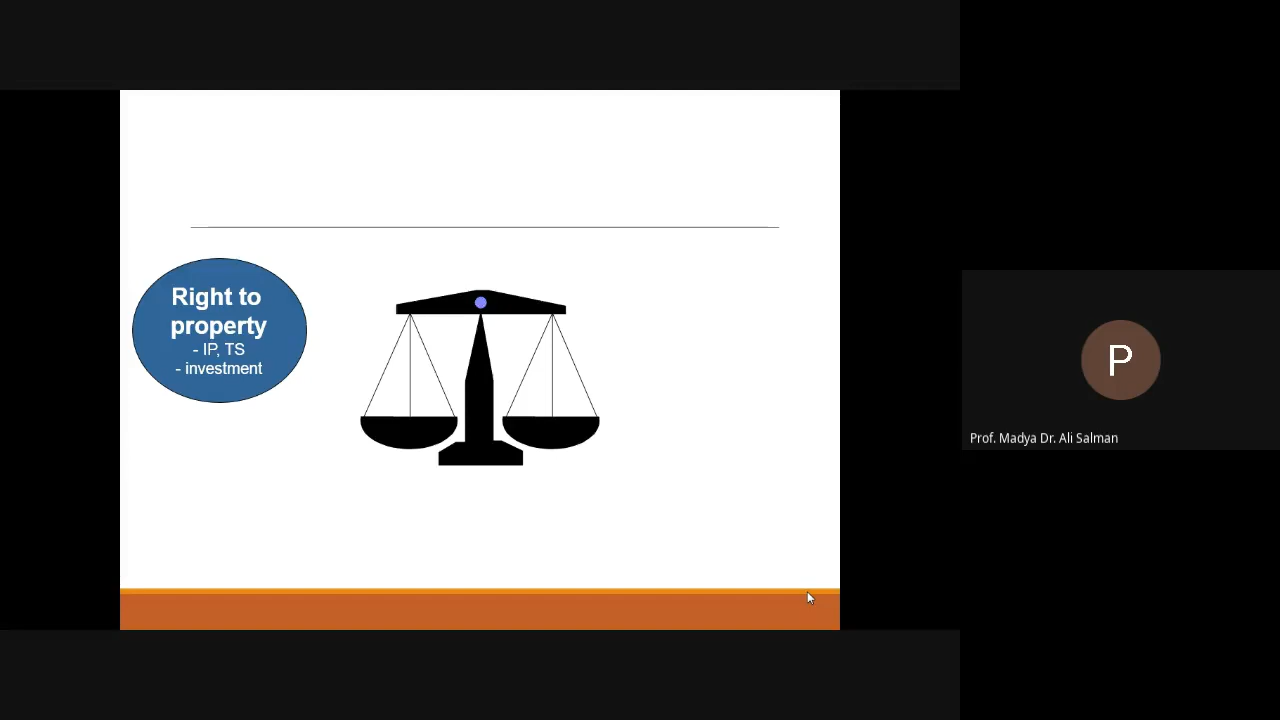 Right to
property
- IP, TS
- investment
P
Prof. Madya Dr. Ali Salman